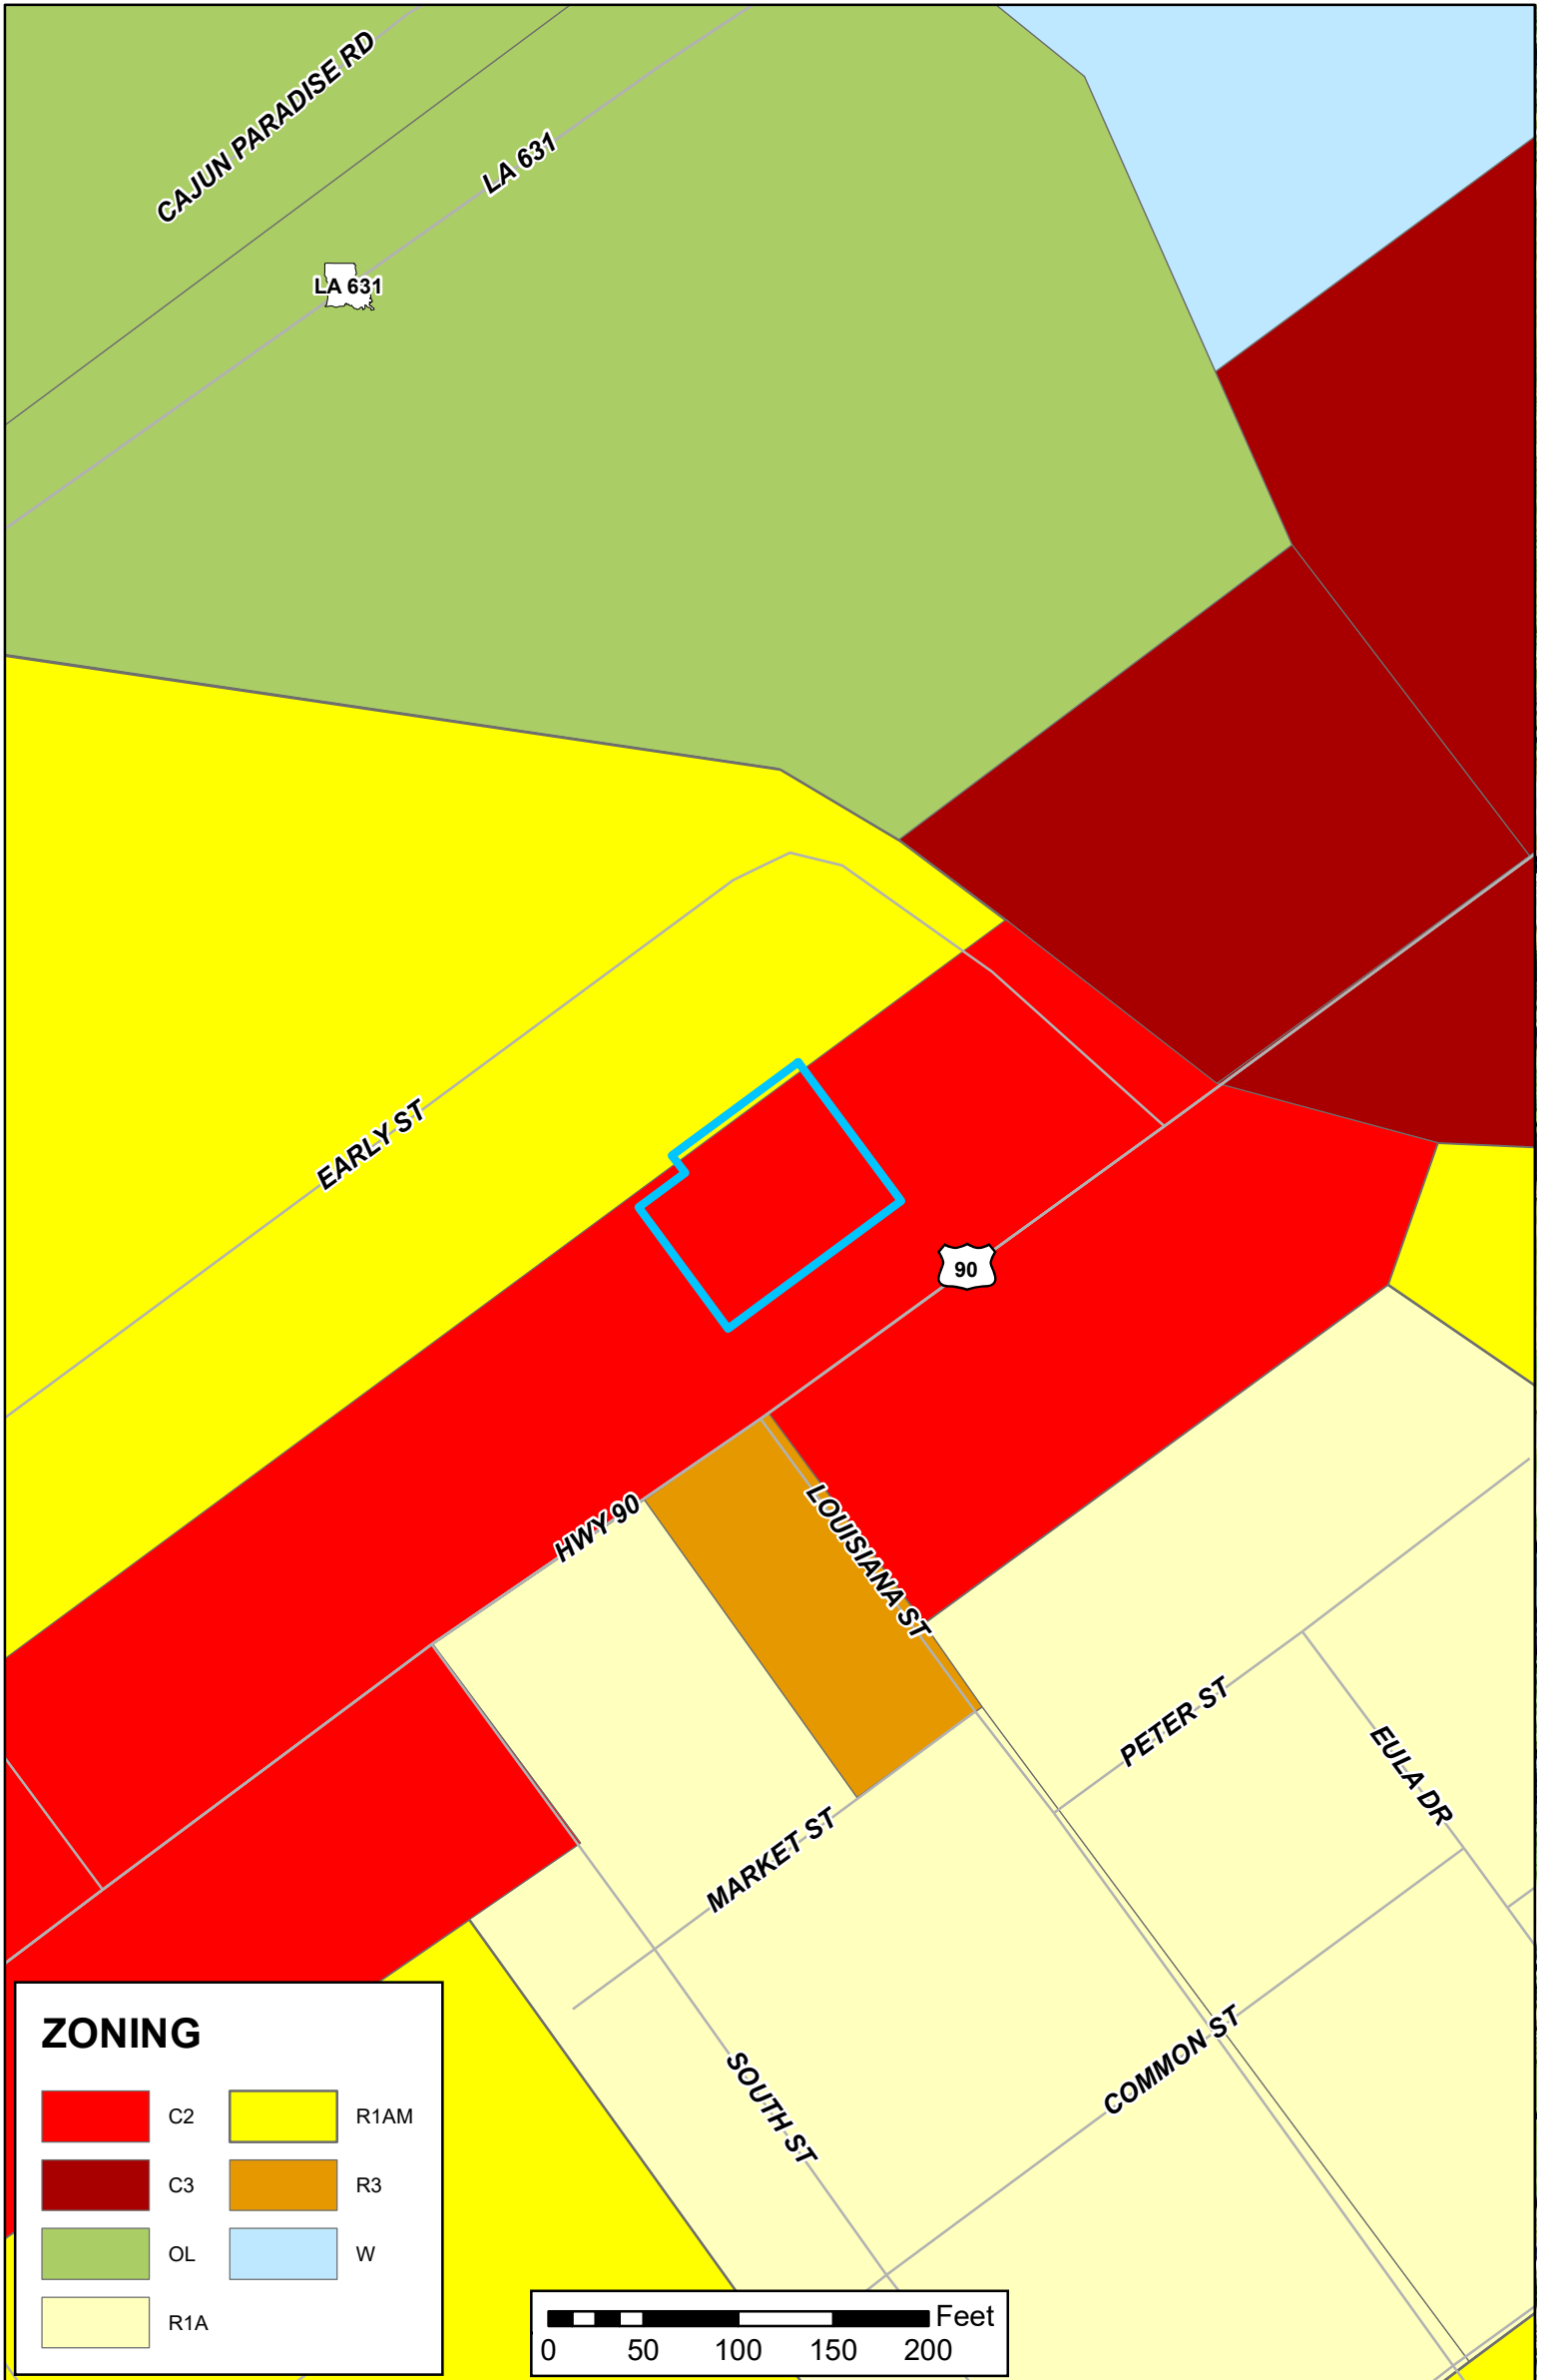 CAJUN PARADISE RD
LA 631
LA 631
EARLY ST
90
HWY 90
LOUISIANA ST
PETER ST
EULA DR
MARKET ST
COMMON ST
SOUTH ST
ZONING
C2
R1AM
C3
R3
OL
W
R1A
Feet
0 50 100 150 200